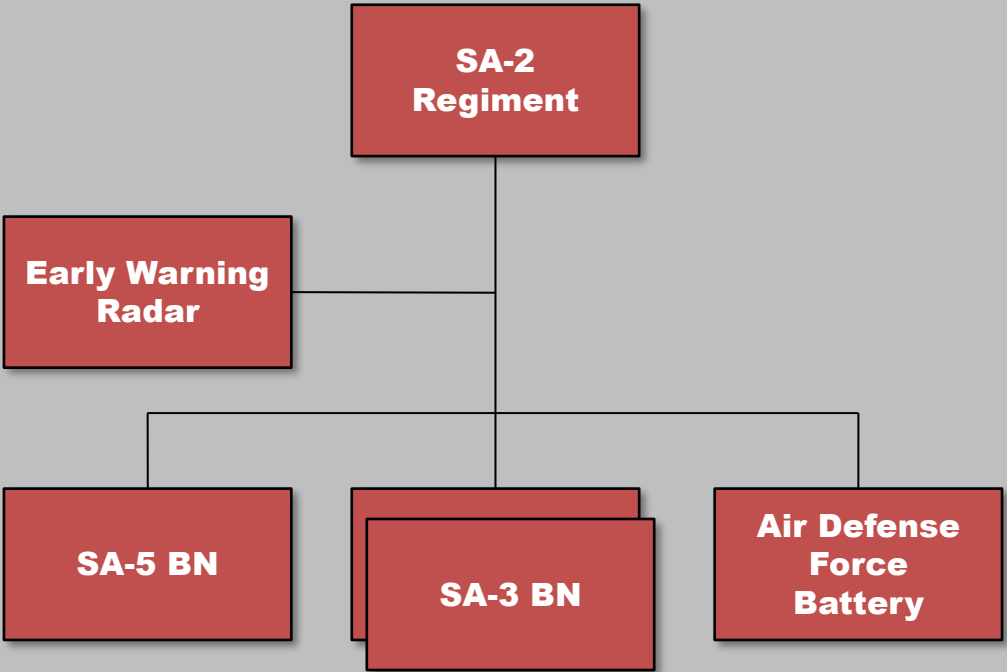 SA-2
Regiment
Early Warning
Radar
SA-5 BN
SA-3 BN
Air Defense
Force
Battery